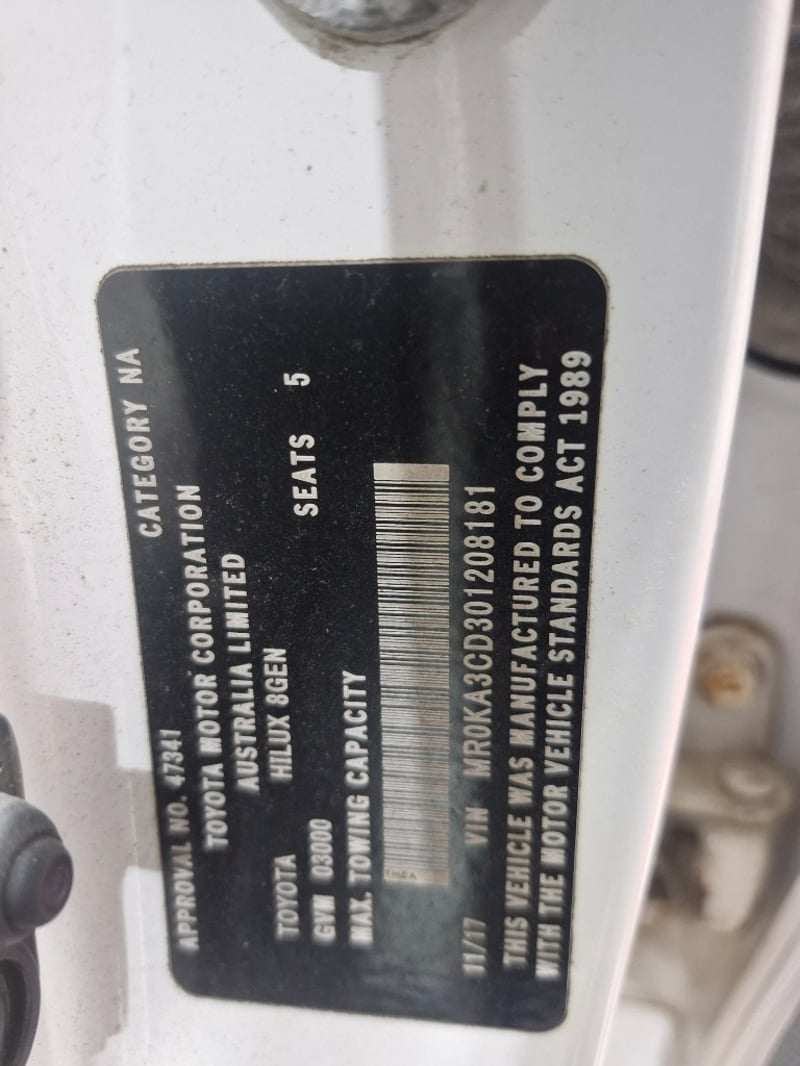 APPROVAL NO. 47341 CATEGORY NA
TOYOTA MOTOR CORPORATION
AUSTRALIA LIMITED
TOYOTA HILUX 8GEN
GVM 03000 SEATS 5
MAX. TOWING CAPACITY
TMCA
11/17 VIN MR0KA3CD301208181
THIS VEHICLE WAS MANUFACTURED TO COMPLY
WITH THE MOTOR VEHICLE STANDARDS ACT 1989